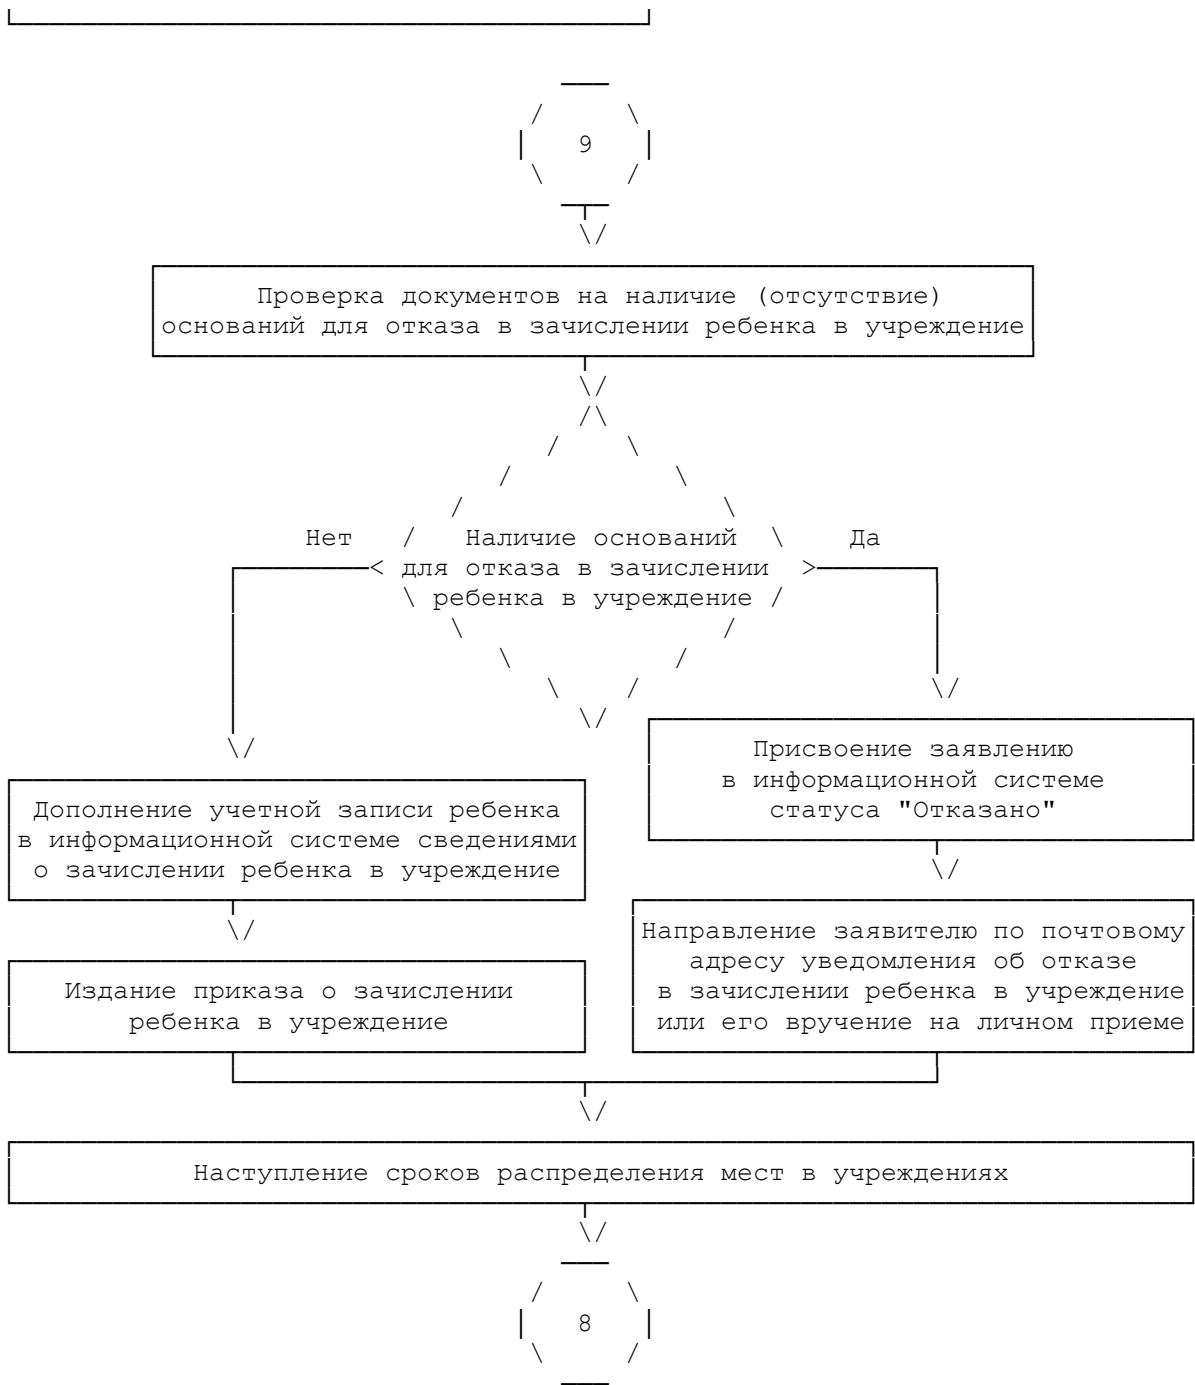 9
Проверка документов на наличие (отсутствие)
оснований для отказа в зачислении ребенка в учреждение
Нет
Наличие оснований
для отказа в зачислении
ребенка в учреждение
Да
Присвоение заявлению
в информационной системе
статуса "Отказано"
Дополнение учетной записи ребенка
в информационной системе сведениями
о зачислении ребенка в учреждение
Направление заявителю по почтовому
адресу уведомления об отказе
в зачислении ребенка в учреждение
или его вручение на личном приеме
Издание приказа о зачислении
ребенка в учреждение
Наступление сроков распределения мест в учреждениях
8